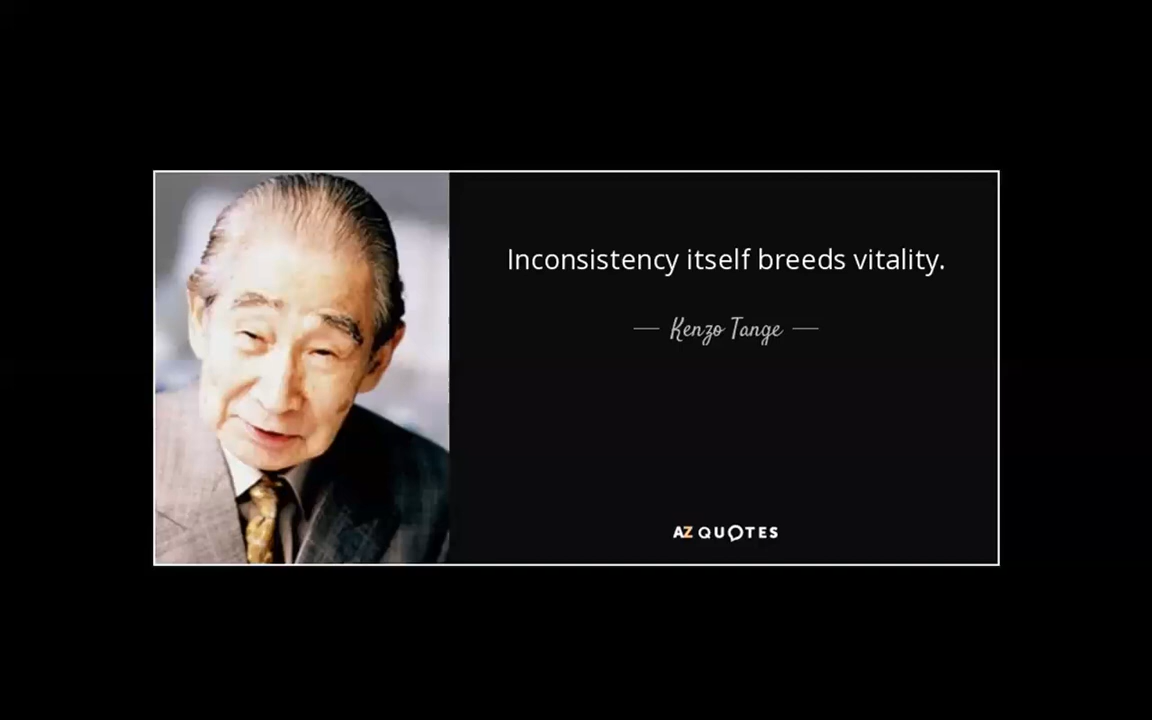 Inconsistency itself breeds vitality.
— Kenzo Tange —
AZ QUOTES